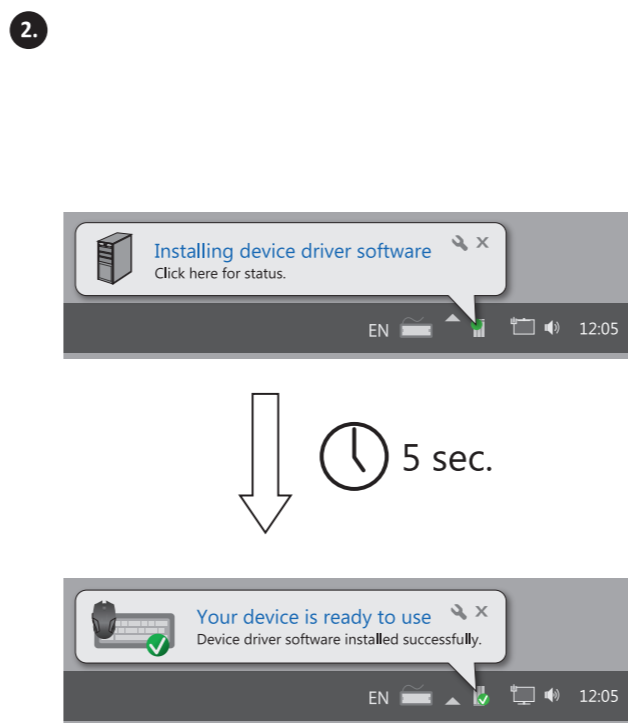 2.
Installing device driver software
Click here for status.
EN 12:05
5 sec.
Your device is ready to use
Device driver software installed successfully.
EN 12:05